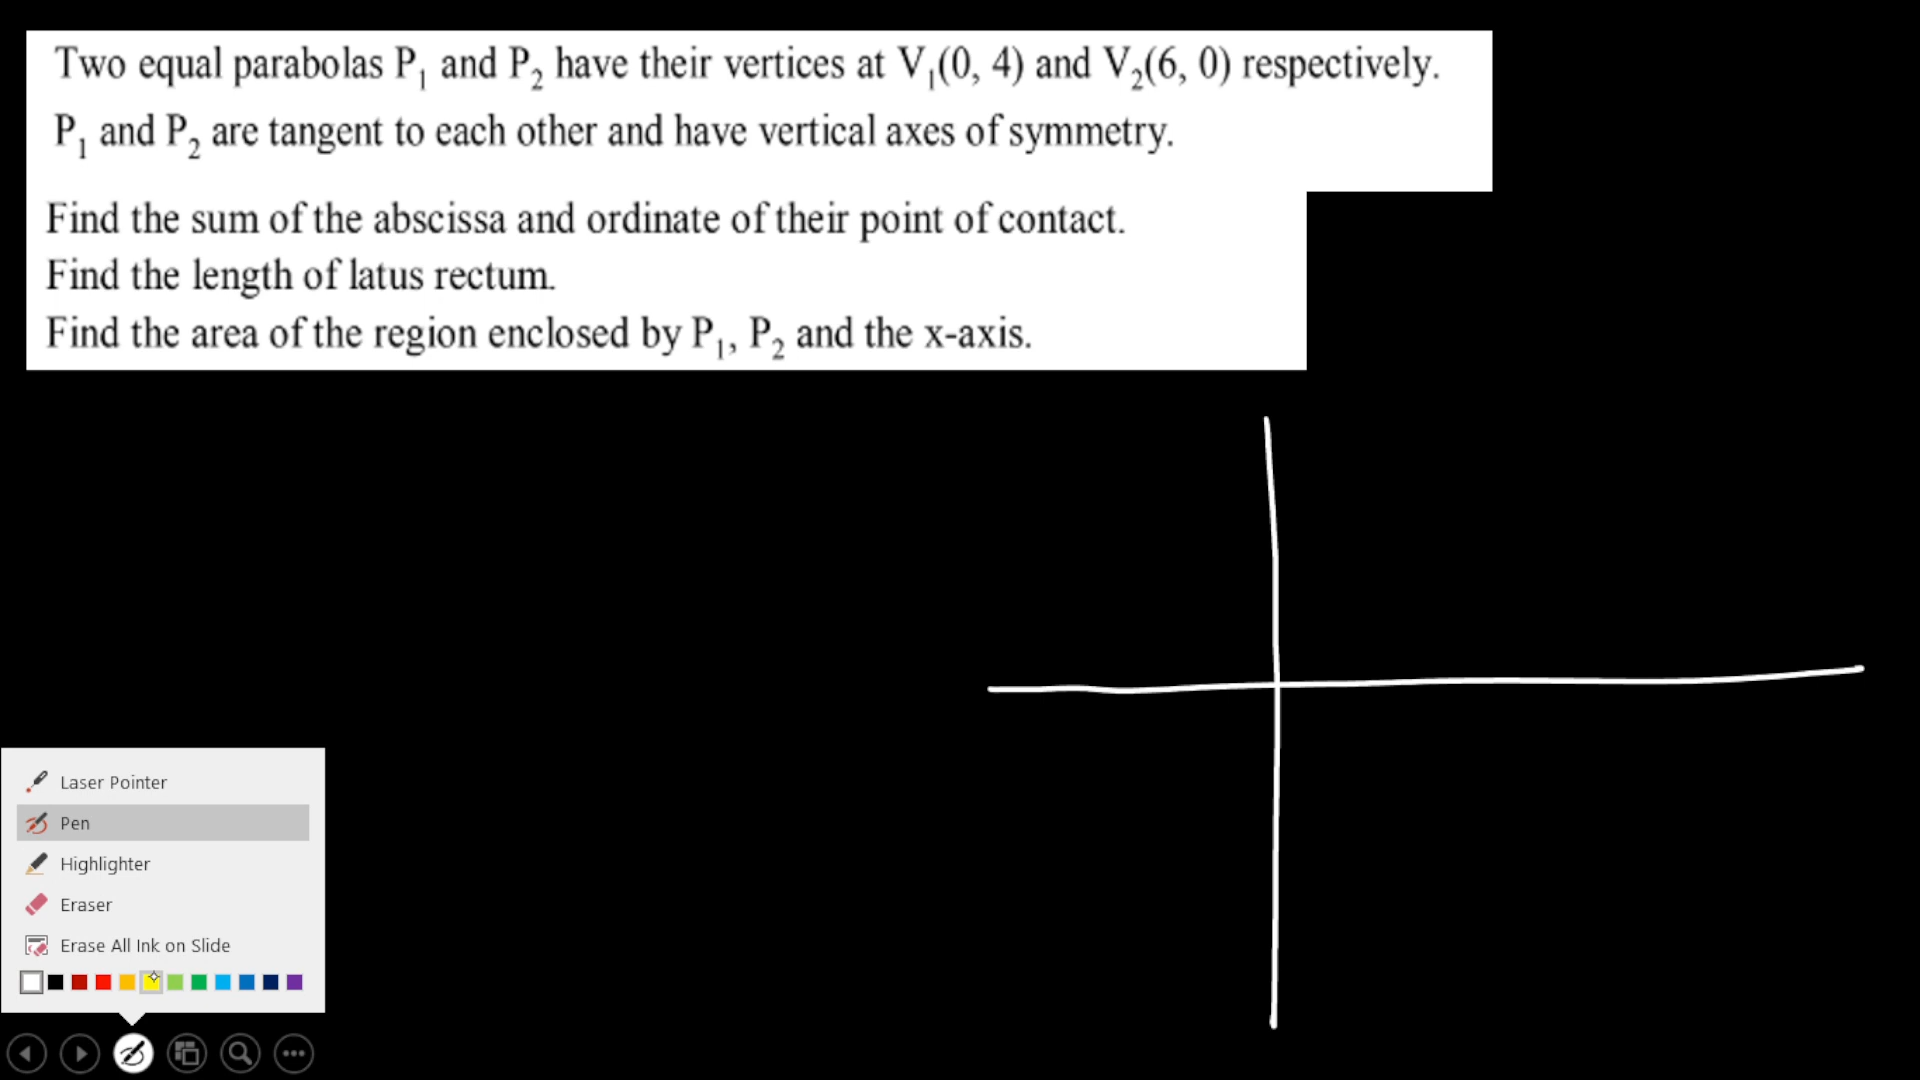 Two equal parabolas P₁ and P₂ have their vertices at V₁(0, 4) and V₂(6, 0) respectively.
P₁ and P₂ are tangent to each other and have vertical axes of symmetry.
Find the sum of the abscissa and ordinate of their point of contact.
Find the length of latus rectum.
Find the area of the region enclosed by P₁, P₂ and the x-axis.
Laser Pointer
Pen
Highlighter
Eraser
Erase All Ink on Slide